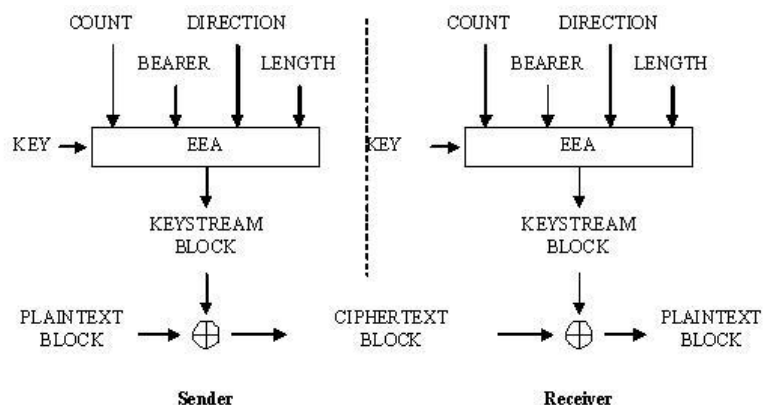 COUNT DIRECTION COUNT DIRECTION
BEARER LENGTH BEARER LENGTH
KEY EEA KEY EEA
KEYSTREAM BLOCK KEYSTREAM BLOCK
PLAINTEXT BLOCK CIPHERTEXT BLOCK PLAINTEXT BLOCK
Sender Receiver